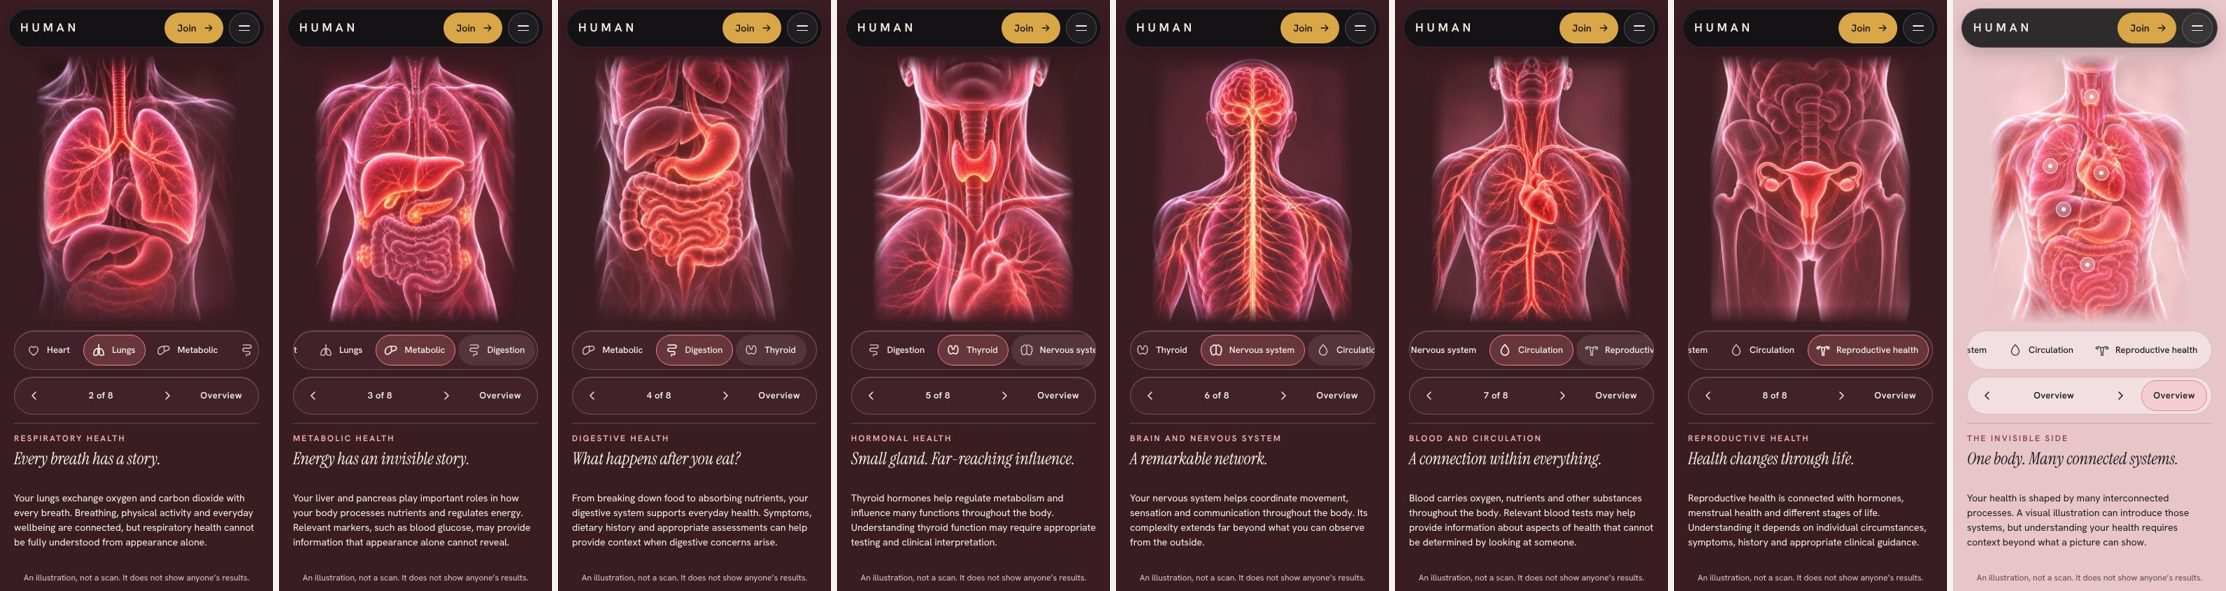 HUMAN
Join →
Heart
Lungs
Metabolic
2 of 8
Overview
RESPIRATORY HEALTH
Every breath has a story.
Your lungs exchange oxygen and carbon dioxide with
every breath. Breathing, physical activity and everyday
wellbeing are connected, but respiratory health cannot
be fully understood from appearance alone.
An illustration, not a scan. It does not show anyone's results.
HUMAN
Join →
t
Lungs
Metabolic
Digestion
3 of 8
Overview
METABOLIC HEALTH
Energy has an invisible story.
Your liver and pancreas play important roles in how
your body processes nutrients and regulates energy.
Relevant markers, such as blood glucose, may provide
information that appearance alone cannot reveal.
An illustration, not a scan. It does not show anyone's results.
HUMAN
Join →
Metabolic
Digestion
Thyroid
4 of 8
Overview
DIGESTIVE HEALTH
What happens after you eat?
From breaking down food to absorbing nutrients, your
digestive system supports everyday health. Symptoms,
dietary history and appropriate assessments can help
provide context when digestive concerns arise.
An illustration, not a scan. It does not show anyone's results.
HUMAN
Join →
Digestion
Thyroid
Nervous syste
5 of 8
Overview
HORMONAL HEALTH
Small gland. Far-reaching influence.
Thyroid hormones help regulate metabolism and
influence many functions throughout the body.
Understanding thyroid function may require appropriate
testing and clinical interpretation.
An illustration, not a scan. It does not show anyone's results.
HUMAN
Join →
Thyroid
Nervous system
Circulatic
6 of 8
Overview
BRAIN AND NERVOUS SYSTEM
A remarkable network.
Your nervous system helps coordinate movement,
sensation and communication throughout the body. Its
complexity extends far beyond what you can observe
from the outside.
An illustration, not a scan. It does not show anyone's results.
HUMAN
Join →
Nervous system
Circulation
Reproductiv
7 of 8
Overview
BLOOD AND CIRCULATION
A connection within everything.
Blood carries oxygen, nutrients and other substances
throughout the body. Relevant blood tests may help
provide information about aspects of health that cannot
be determined by looking at someone.
An illustration, not a scan. It does not show anyone's results.
HUMAN
Join →
stem
Circulation
Reproductive health
8 of 8
Overview
REPRODUCTIVE HEALTH
Health changes through life.
Reproductive health is connected with hormones,
menstrual health and different stages of life.
Understanding it depends on individual circumstances,
symptoms, history and appropriate clinical guidance.
An illustration, not a scan. It does not show anyone's results.
HUMAN
Join →
stem
Circulation
Reproductive health
Overview
Overview
THE INVISIBLE SIDE
One body. Many connected systems.
Your health is shaped by many interconnected
processes. A visual illustration can introduce those
systems, but understanding your health requires
context beyond what a picture can show.
An illustration, not a scan. It does not show anyone's results.